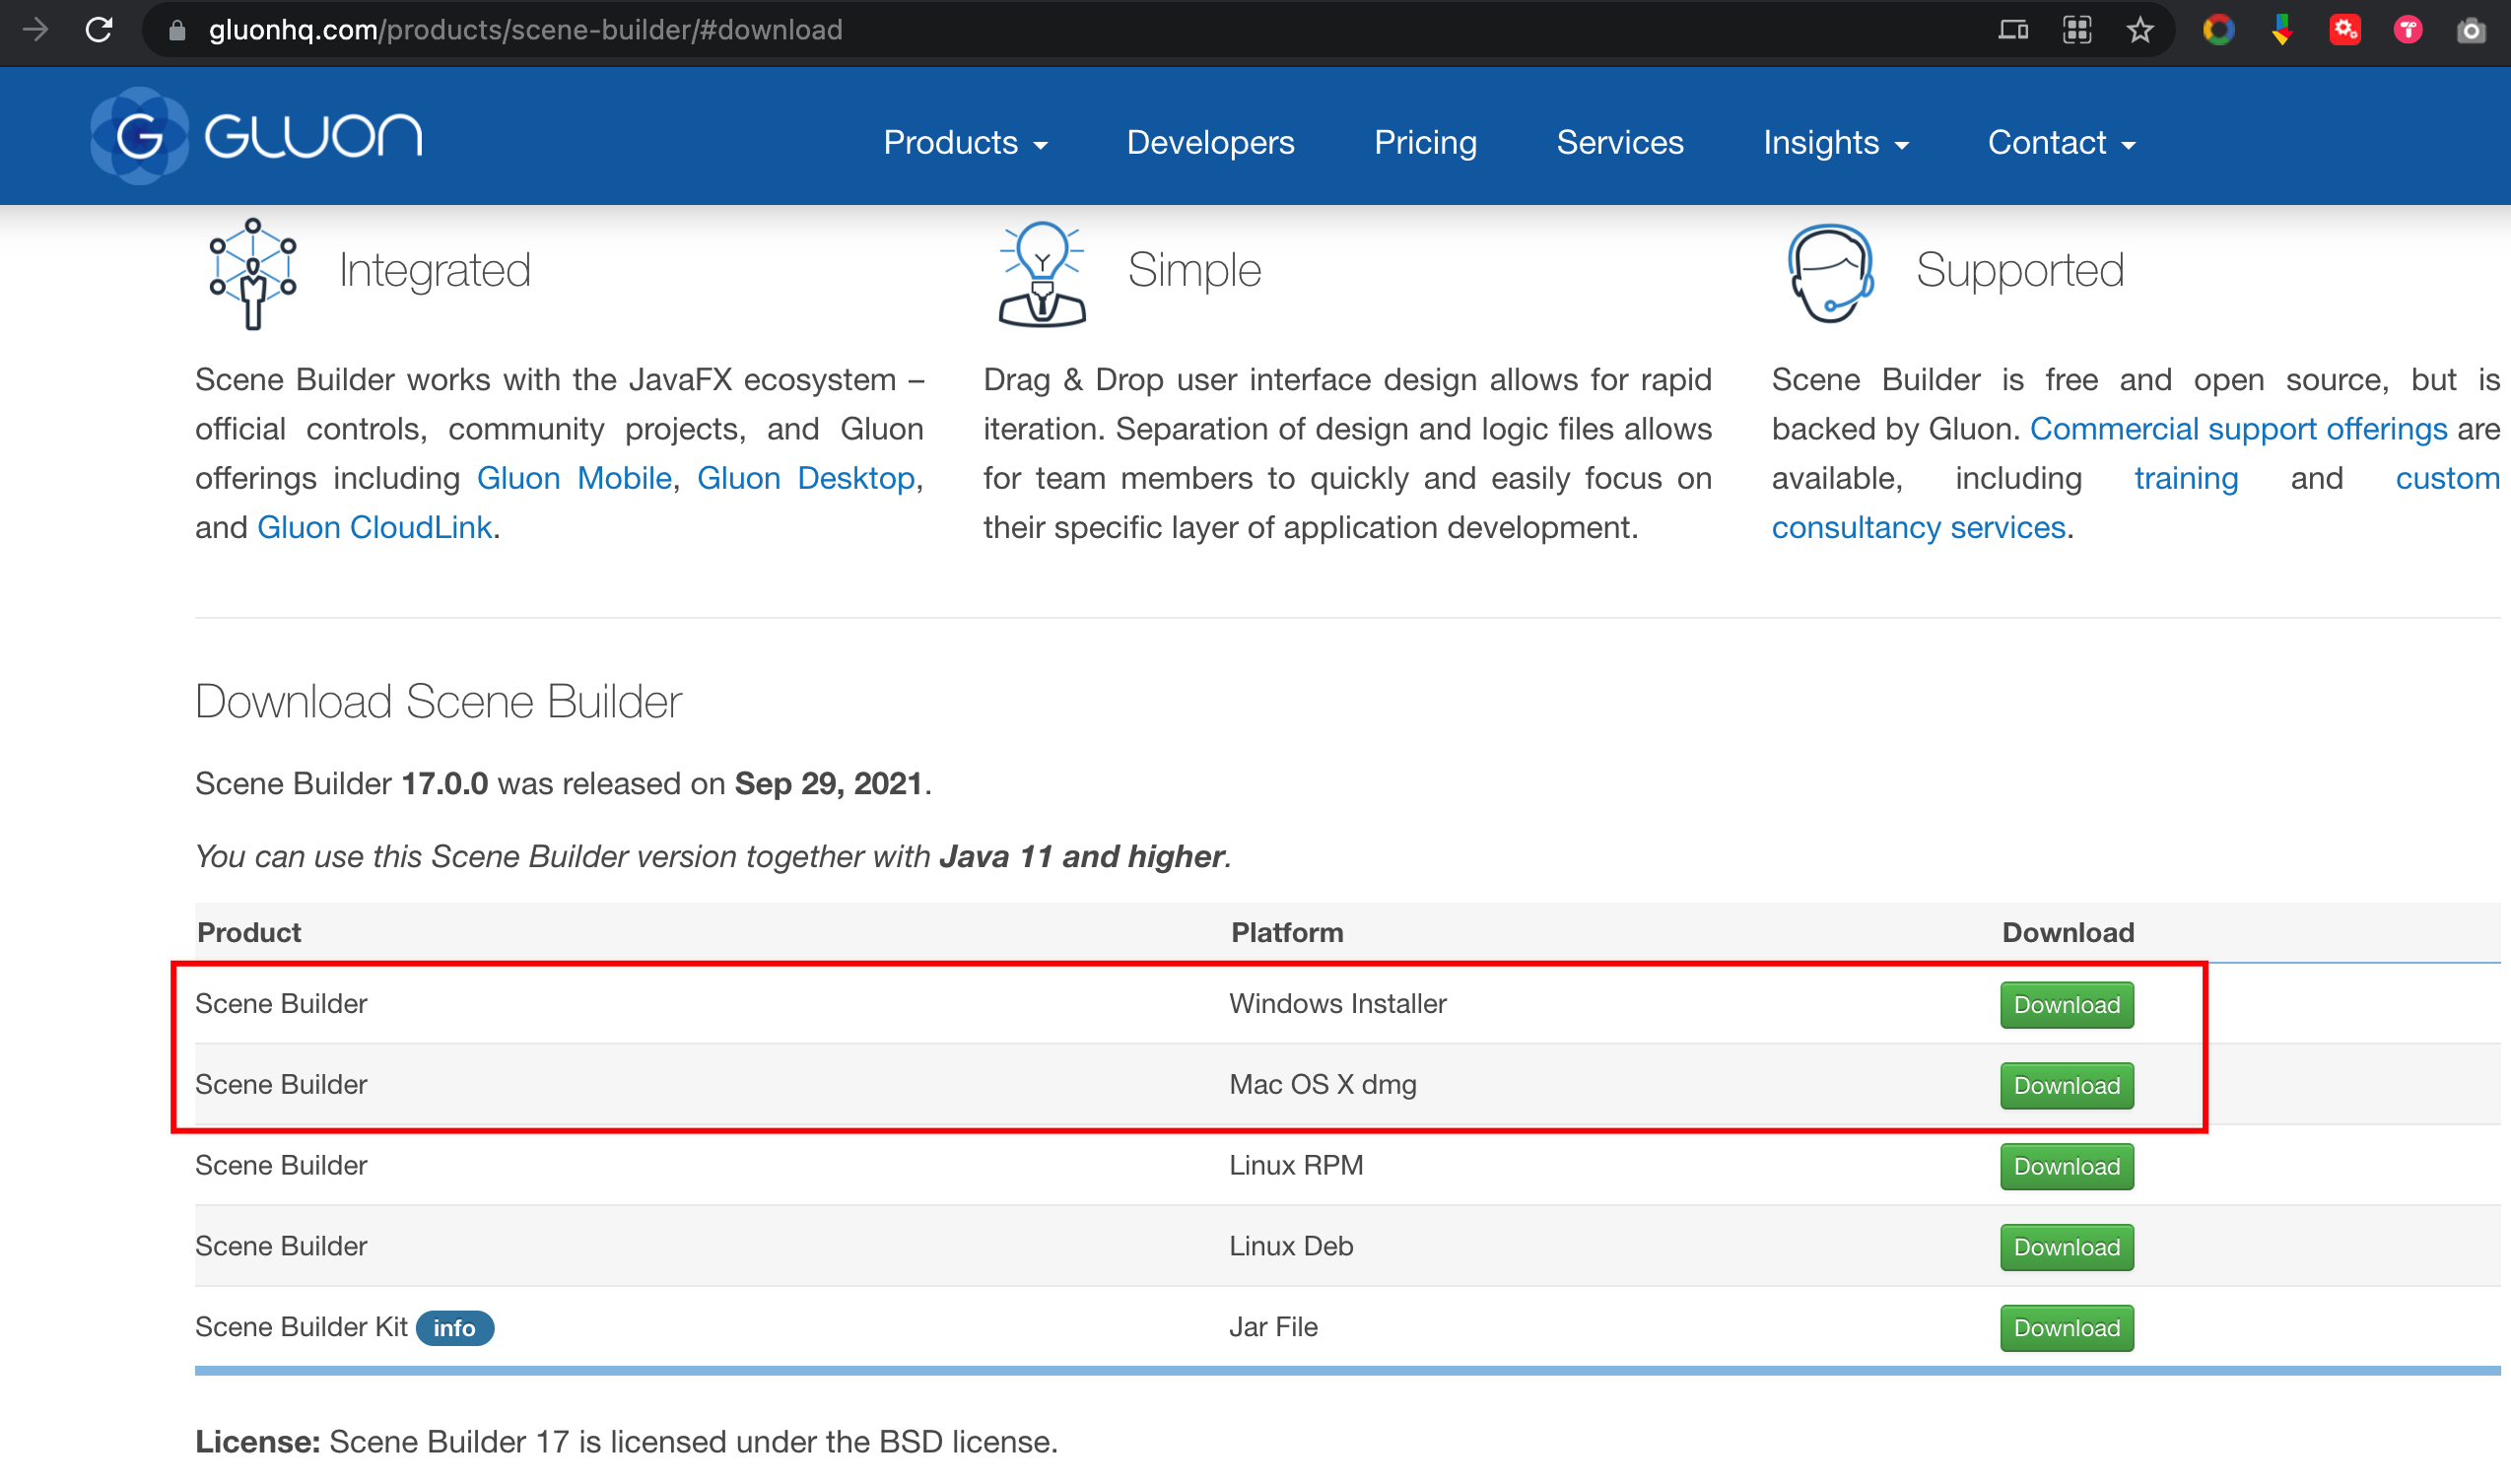 gluonhq.com/products/scene-builder/#download
G GLUON
Products Developers Pricing Services Insights Contact
Integrated
Scene Builder works with the JavaFX ecosystem –
official controls, community projects, and Gluon
offerings including Gluon Mobile, Gluon Desktop,
and Gluon CloudLink.
Simple
Drag & Drop user interface design allows for rapid
iteration. Separation of design and logic files allows
for team members to quickly and easily focus on
their specific layer of application development.
Supported
Scene Builder is free and open source, but is
backed by Gluon. Commercial support offerings are
available, including training and custom
consultancy services.
Download Scene Builder
Scene Builder 17.0.0 was released on Sep 29, 2021.
You can use this Scene Builder version together with Java 11 and higher.
Product Platform Download
Scene Builder Windows Installer Download
Scene Builder Mac OS X dmg Download
Scene Builder Linux RPM Download
Scene Builder Linux Deb Download
Scene Builder Kit info Jar File Download
License: Scene Builder 17 is licensed under the BSD license.